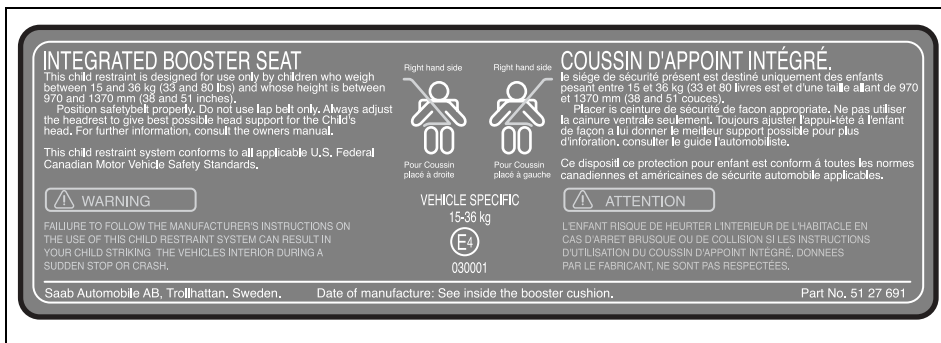 INTEGRATED BOOSTER SEAT
This child restraint is designed for use only by children who weigh
between 15 and 36 kg (33 and 80 lbs) and whose height is between
970 and 1370 mm (38 and 51 inches).
Position safetybelt properly. Do not use lap belt only. Always adjust
the headrest to give best possible head support for the Child's
head. For further information, consult the owners manual.
This child restraint system conforms to all applicable U.S. Federal
Canadian Motor Vehicle Safety Standards.
WARNING
FAILIURE TO FOLLOW THE MANUFACTURER'S INSTRUCTIONS ON
THE USE OF THIS CHILD RESTRAINT SYSTEM CAN RESULT IN
YOUR CHILD STRIKING THE VEHICLES INTERIOR DURING A
SUDDEN STOP OR CRASH.
Right hand side
Right hand side
Pour Coussin
placé à droite
Pour Coussin
placé à gauche
VEHICLE SPECIFIC
15-36 kg
E4
030001
COUSSIN D'APPOINT INTÉGRÉ.
le siége de sécurité présent est destiné uniquement des enfants
pesant entre 15 et 36 kg (33 et 80 livres est et d'une taille allant de 970
et 1370 mm (38 and 51 couces).
Placer is ceinture de sécurité de facon appropriate. Ne pas utiliser
la cainure ventrale seulement. Toujours ajuster l'appui-tété á l'enfant
de façon a lui donner le meitleur support possible pour plus
d'inforation. consulter le guide l'automobiliste.
Ce dispositl ce protection pour enfant est conform á toutes les normes
canadiennes et américaines de sécurite automobile applicables.
ATTENTION
L'ENFANT RISQUE DE HEURTER L'INTERIEUR DE L'HABITACLE EN
CAS D'ARRET BRUSQUE OU DE COLLISION SI LES INSTRUCTIONS
D'UTILISATION DU COUSSIN D'APPOINT INTÉGRÉ, DONNEES
PAR LE FABRICANT, NE SONT PAS RESPECTÉES.
Saab Automobile AB, Trollhattan. Sweden.
Date of manufacture: See inside the booster cushion.
Part No. 51 27 691